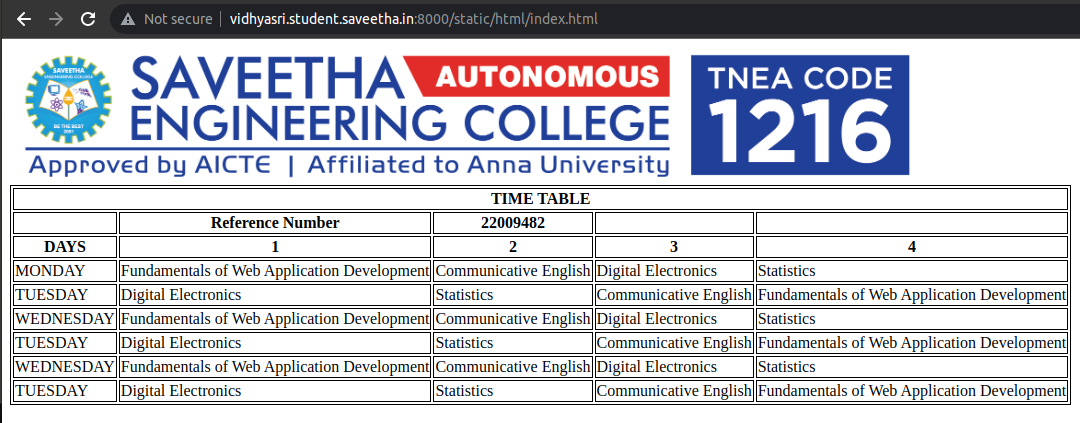 Not secure | vidhyasri.student.saveetha.in:8000/static/html/index.html
SAVEETHA
ENGINEERING COLLEGE
BE THE BEST
2001
SAVEETHA AUTONOMOUS
ENGINEERING COLLEGE
Approved by AICTE | Affiliated to Anna University
TNEA CODE
1216
TIME TABLE
Reference Number 22009482
DAYS 1 2 3 4
MONDAY Fundamentals of Web Application Development Communicative English Digital Electronics Statistics
TUESDAY Digital Electronics Statistics Communicative English Fundamentals of Web Application Development
WEDNESDAY Fundamentals of Web Application Development Communicative English Digital Electronics Statistics
TUESDAY Digital Electronics Statistics Communicative English Fundamentals of Web Application Development
WEDNESDAY Fundamentals of Web Application Development Communicative English Digital Electronics Statistics
TUESDAY Digital Electronics Statistics Communicative English Fundamentals of Web Application Development